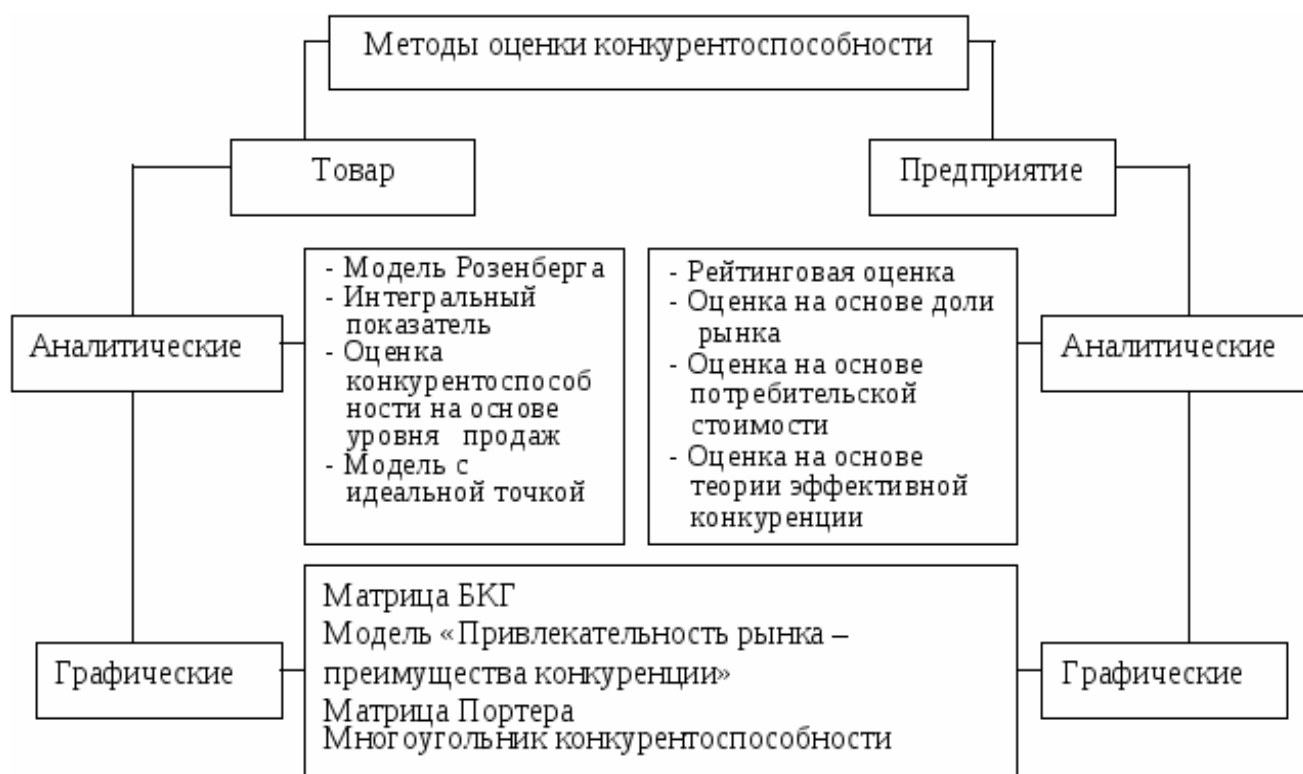 Методы оценки конкурентоспособности
Товар
Предприятие
Аналитические
- Модель Розенберга
- Интегральный
показатель
- Оценка
конкурентоспособ
ности на основе
уровня продаж
- Модель с
идеальной точкой
- Рейтинговая оценка
- Оценка на основе доли
рынка
- Оценка на основе
потребительской
стоимости
- Оценка на основе
теории эффективной
конкуренции
Аналитические
Графические
Матрица БКГ
Модель «Привлекательность рынка –
преимущества конкуренции»
Матрица Портера
Многоугольник конкурентоспособности
Графические